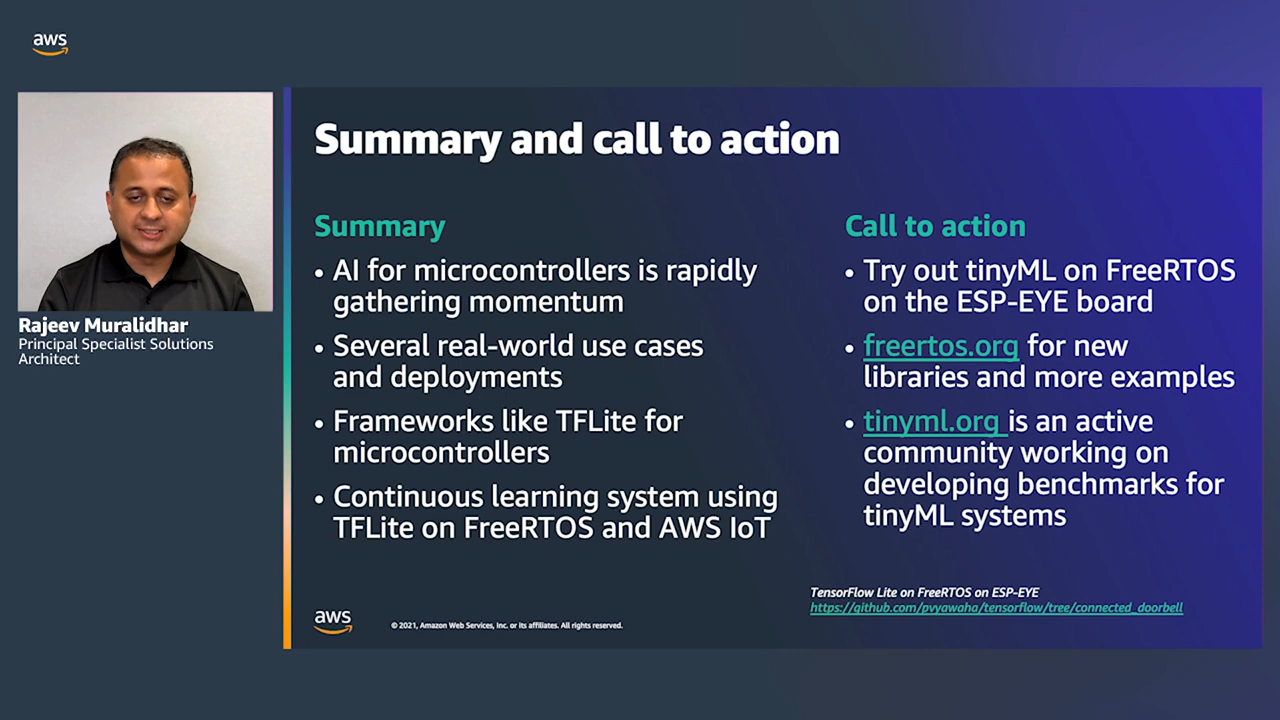 aws
Rajeev Muralidhar
Principal Specialist Solutions
Architect
Summary and call to action
Summary
• AI for microcontrollers is rapidly
gathering momentum
• Several real-world use cases
and deployments
• Frameworks like TFLite for
microcontrollers
• Continuous learning system using
TFLite on FreeRTOS and AWS IoT
Call to action
• Try out tinyML on FreeRTOS
on the ESP-EYE board
• freertos.org for new
libraries and more examples
• tinyml.org is an active
community working on
developing benchmarks for
tinyML systems
TensorFlow Lite on FreeRTOS on ESP-EYE
https://github.com/pvyawaha/tensorflow/tree/connected_doorbell
aws
© 2021, Amazon Web Services, Inc. or its affiliates. All rights reserved.